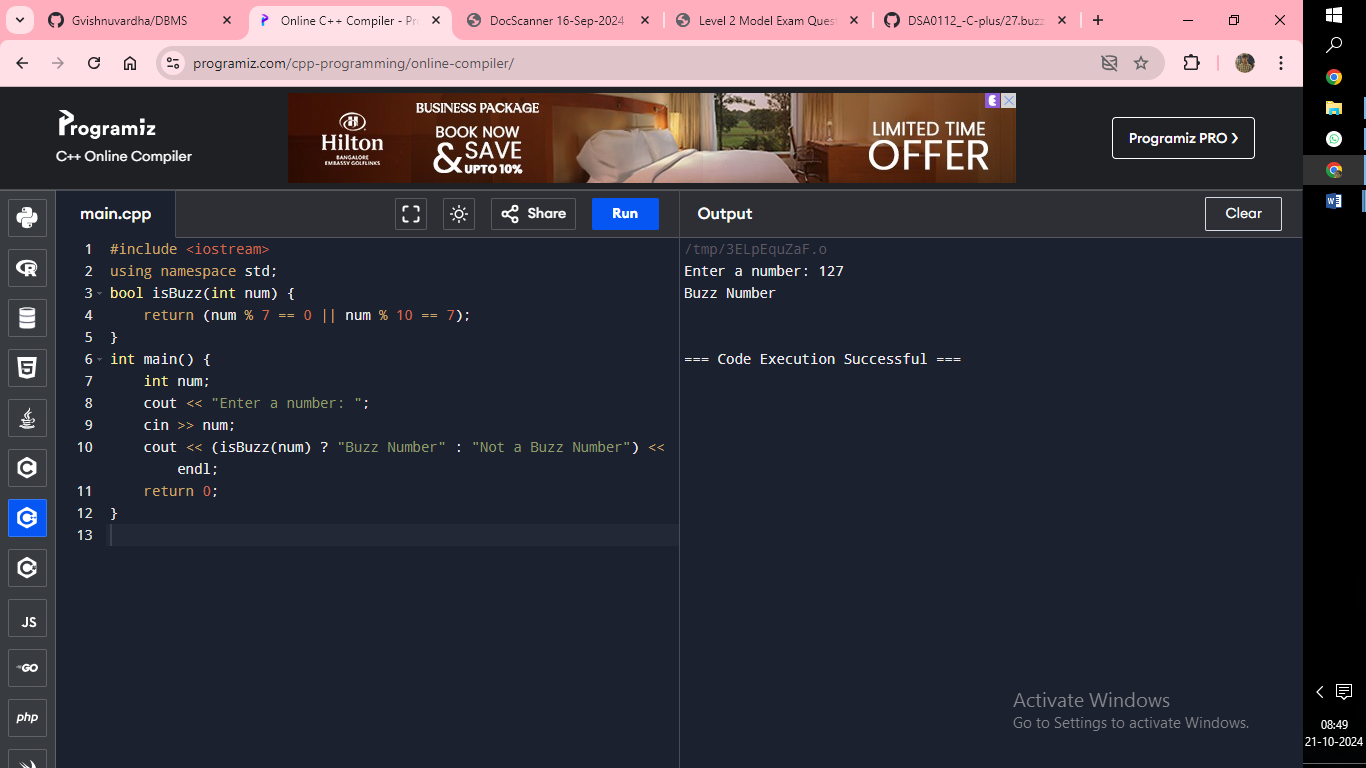 Gvishnuvardha/DBMS
Online C++ Compiler - Pr
DocScanner 16-Sep-2024
Level 2 Model Exam Ques
DSA0112_-C-plus/27.buzz
programiz.com/cpp-programming/online-compiler/
Programiz
C++ Online Compiler
Hilton
BANGALORE
EMBASSY GOLFLINKS
BUSINESS PACKAGE
BOOK NOW
& SAVE
UPTO 10%
LIMITED TIME
OFFER
Programiz PRO ❯
main.cpp
Share
Run
Output
Clear
1 #include <iostream>
2 using namespace std;
3 bool isBuzz(int num) {
4     return (num % 7 == 0 || num % 10 == 7);
5 }
6 int main() {
7     int num;
8     cout << "Enter a number: ";
9     cin >> num;
10     cout << (isBuzz(num) ? "Buzz Number" : "Not a Buzz Number") <<
endl;
11     return 0;
12 }
13
/tmp/3ELpEquZaF.o
Enter a number: 127
Buzz Number
=== Code Execution Successful ===
JS
GO
php
Activate Windows
Go to Settings to activate Windows.
08:49
21-10-2024